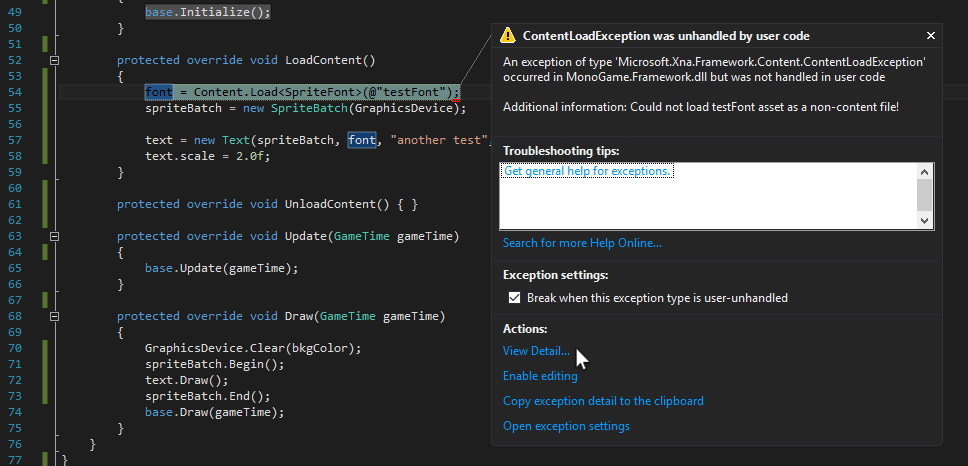 49 base.Initialize();
50 }
51
52 protected override void LoadContent()
53 {
54 font = Content.Load<SpriteFont>(@"testFont");
55 spriteBatch = new SpriteBatch(GraphicsDevice);
56
57 text = new Text(spriteBatch, font, "another test",
58 text.scale = 2.0f;
59 }
60
61 protected override void UnloadContent() { }
62
63 protected override void Update(GameTime gameTime)
64 {
65 base.Update(gameTime);
66 }
67
68 protected override void Draw(GameTime gameTime)
69 {
70 GraphicsDevice.Clear(bkgColor);
71 spriteBatch.Begin();
72 text.Draw();
73 spriteBatch.End();
74 base.Draw(gameTime);
75 }
76 }
77 }
ContentLoadException was unhandled by user code
An exception of type 'Microsoft.Xna.Framework.Content.ContentLoadException'
occurred in MonoGame.Framework.dll but was not handled in user code
Additional information: Could not load testFont asset as a non-content file!
Troubleshooting tips:
Get general help for exceptions.
Search for more Help Online...
Exception settings:
Break when this exception type is user-unhandled
Actions:
View Detail...
Enable editing
Copy exception detail to the clipboard
Open exception settings